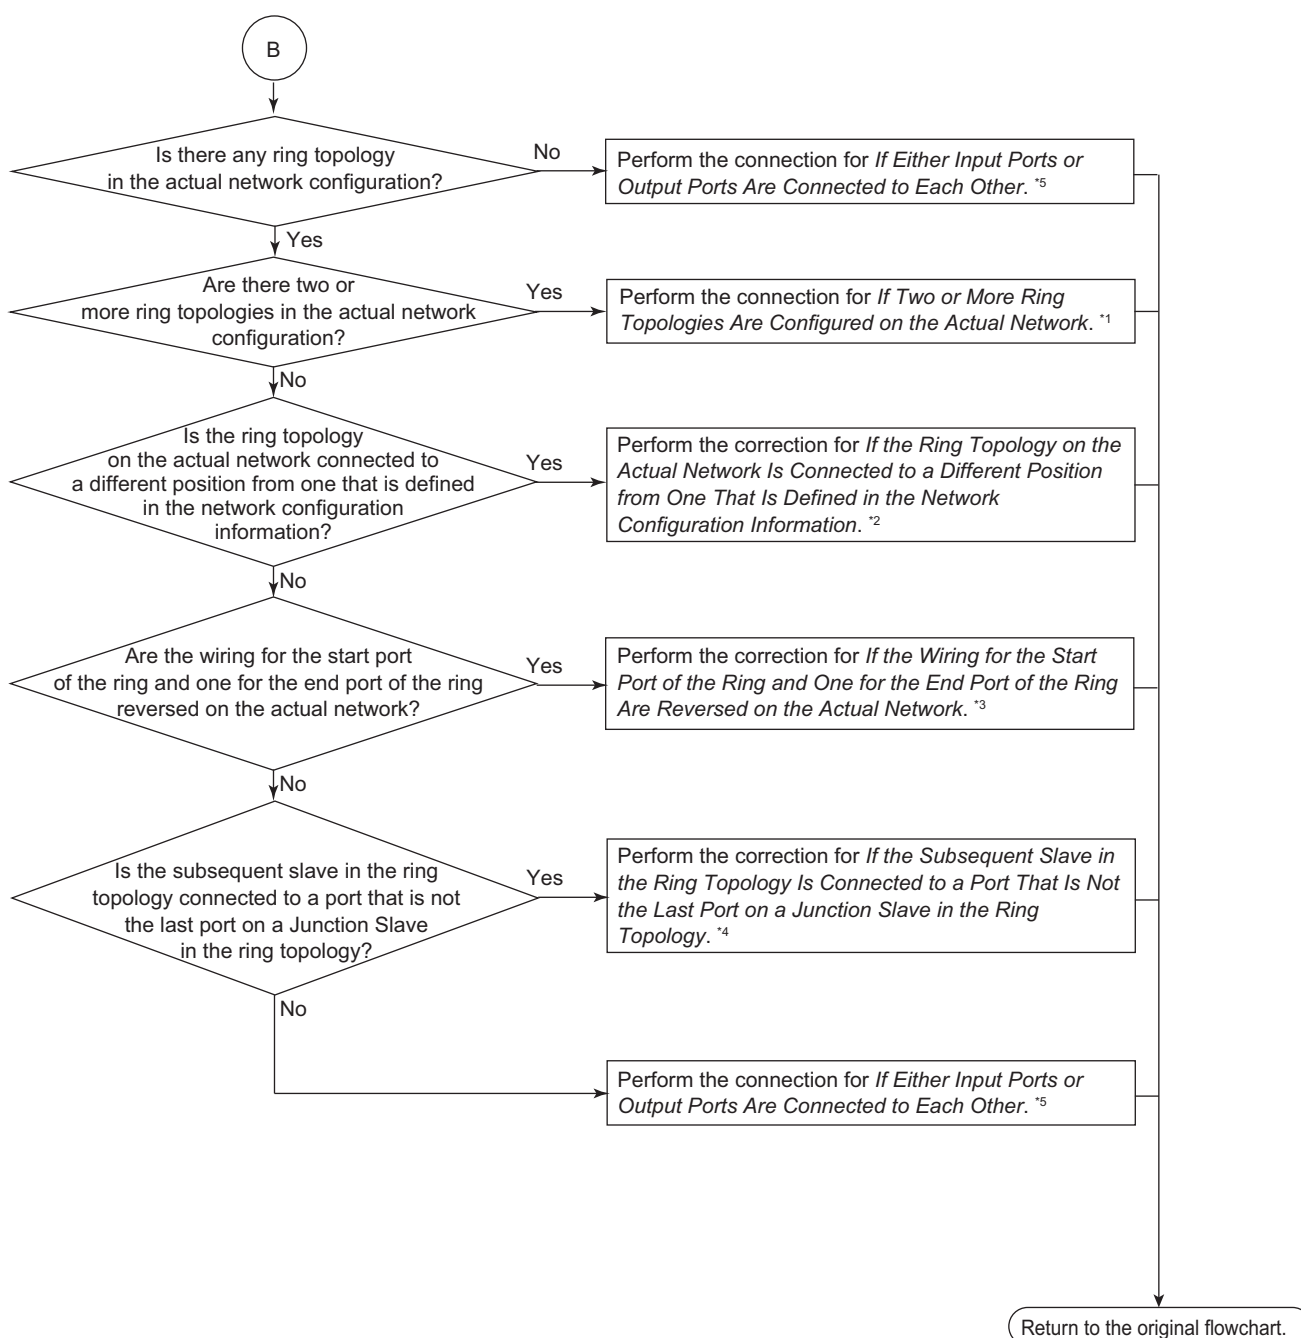 B
Is there any ring topology
in the actual network configuration?
No
Perform the connection for If Either Input Ports or
Output Ports Are Connected to Each Other. *5
Yes
Are there two or
more ring topologies in the actual network
configuration?
Yes
Perform the connection for If Two or More Ring
Topologies Are Configured on the Actual Network. *1
No
Is the ring topology
on the actual network connected to
a different position from one that is defined
in the network configuration
information?
Yes
Perform the correction for If the Ring Topology on the
Actual Network Is Connected to a Different Position
from One That Is Defined in the Network
Configuration Information. *2
No
Are the wiring for the start port
of the ring and one for the end port of the ring
reversed on the actual network?
Yes
Perform the correction for If the Wiring for the Start
Port of the Ring and One for the End Port of the Ring
Are Reversed on the Actual Network. *3
No
Is the subsequent slave in the ring
topology connected to a port that is not
the last port on a Junction Slave
in the ring topology?
Yes
Perform the correction for If the Subsequent Slave in
the Ring Topology Is Connected to a Port That Is Not
the Last Port on a Junction Slave in the Ring
Topology. *4
No
Perform the connection for If Either Input Ports or
Output Ports Are Connected to Each Other. *5
Return to the original flowchart.